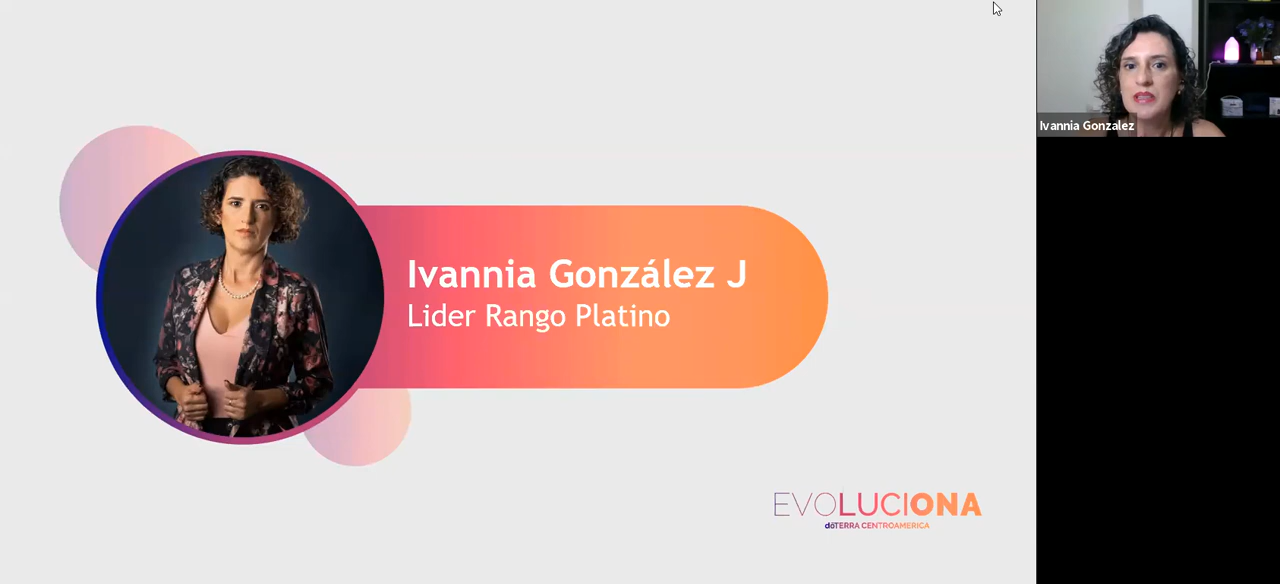 Ivannia González J
Lider Rango Platino
EVOLUCIONA
dōTERRA CENTROAMERICA
Ivannia Gonzalez